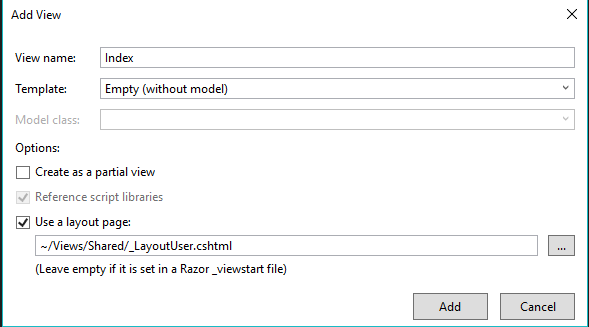 Add View
View name: Index
Template: Empty (without model)
Model class:
Options:
Create as a partial view
Reference script libraries
Use a layout page:
~/Views/Shared/_LayoutUser.cshtml ...
(Leave empty if it is set in a Razor _viewstart file)
Add Cancel